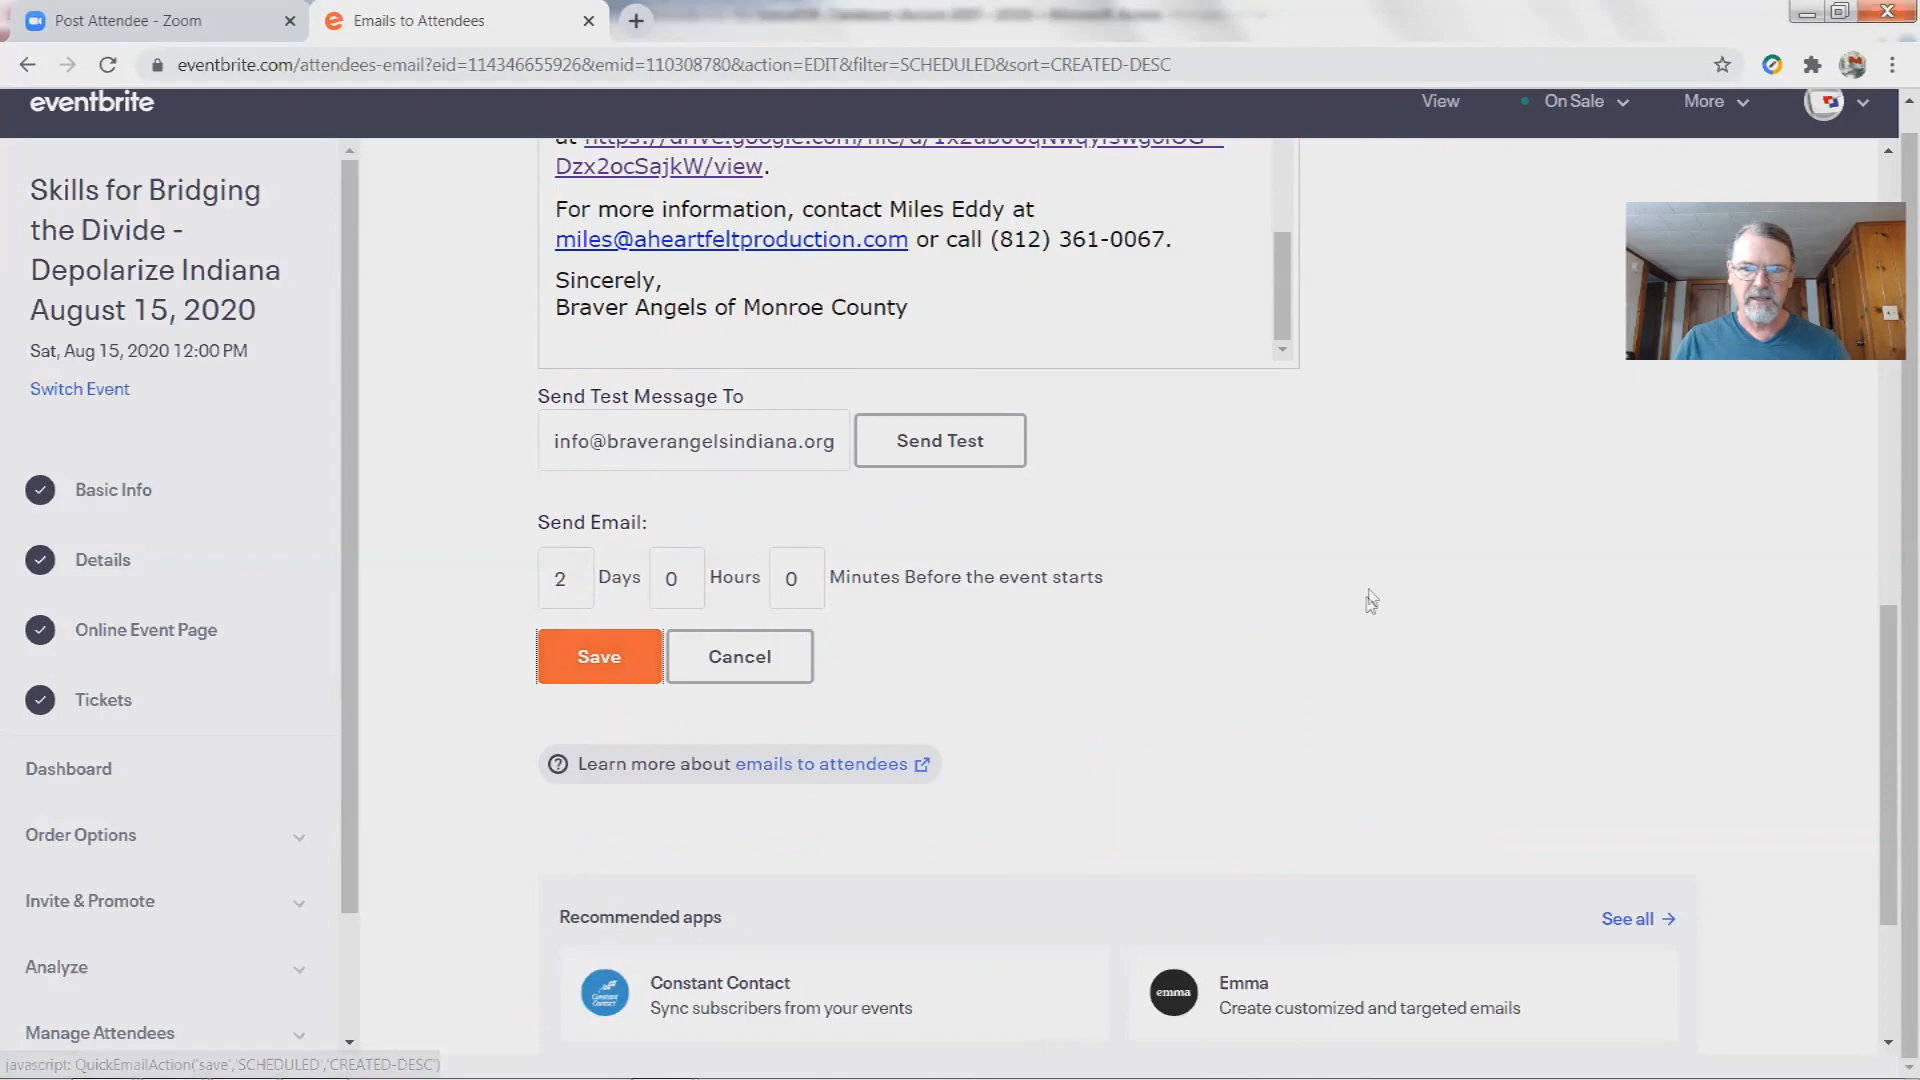 Post Attendee - Zoom
Emails to Attendees
eventbrite.com/attendees-email?eid=114346655926&emid=110308780&action=EDIT&filter=SCHEDULED&sort=CREATED-DESC
eventbrite
View
On Sale
More
Skills for Bridging
the Divide -
Depolarize Indiana
August 15, 2020
Sat, Aug 15, 2020 12:00 PM
Switch Event
Basic Info
Details
Online Event Page
Tickets
Dashboard
Order Options
Invite & Promote
Analyze
Manage Attendees
Dzx2ocSajkW/view.
For more information, contact Miles Eddy at
miles@aheartfeltproduction.com or call (812) 361-0067.
Sincerely,
Braver Angels of Monroe County
Send Test Message To
info@braverangelsindiana.org Send Test
Send Email:
2 Days 0 Hours 0 Minutes Before the event starts
Save Cancel
Learn more about emails to attendees
Recommended apps
See all
Constant Contact
Sync subscribers from your events
emma
Emma
Create customized and targeted emails
javascript: QuickEmailAction('save','SCHEDULED','CREATED-DESC')